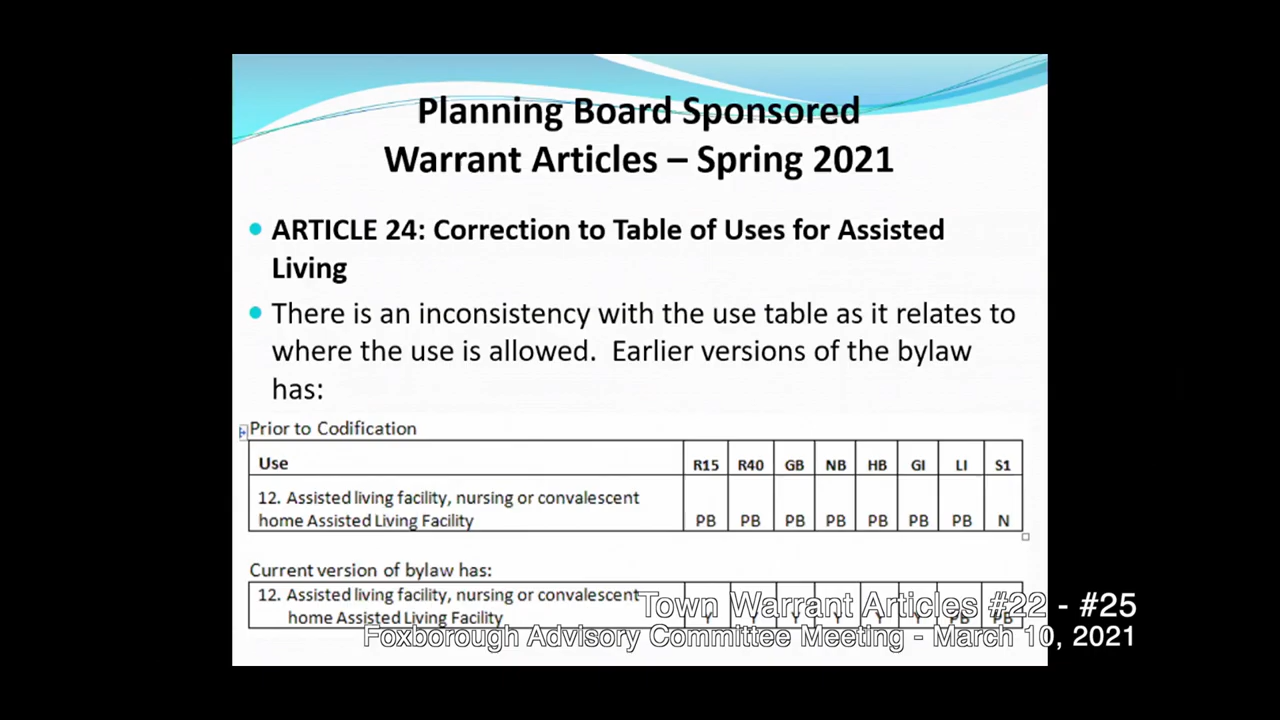 Planning Board Sponsored
Warrant Articles – Spring 2021
ARTICLE 24: Correction to Table of Uses for Assisted
Living
There is an inconsistency with the use table as it relates to
where the use is allowed. Earlier versions of the bylaw
has:
Prior to Codification
Use R15 R40 GB NB HB GI LI S1
12. Assisted living facility, nursing or convalescent
home Assisted Living Facility PB PB PB PB PB PB PB N
Current version of bylaw has:
12. Assisted living facility, nursing or convalescent
home Assisted Living Facility Y Y Y Y Y Y PB PB
Town Warrant Articles #22 - #25
Foxborough Advisory Committee Meeting - March 10, 2021